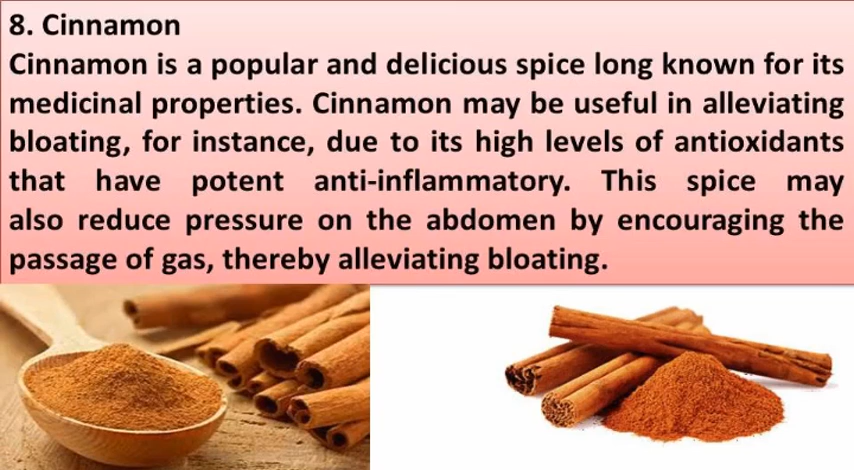 8. Cinnamon
Cinnamon is a popular and delicious spice long known for its
medicinal properties. Cinnamon may be useful in alleviating
bloating, for instance, due to its high levels of antioxidants
that have potent anti-inflammatory. This spice may
also reduce pressure on the abdomen by encouraging the
passage of gas, thereby alleviating bloating.